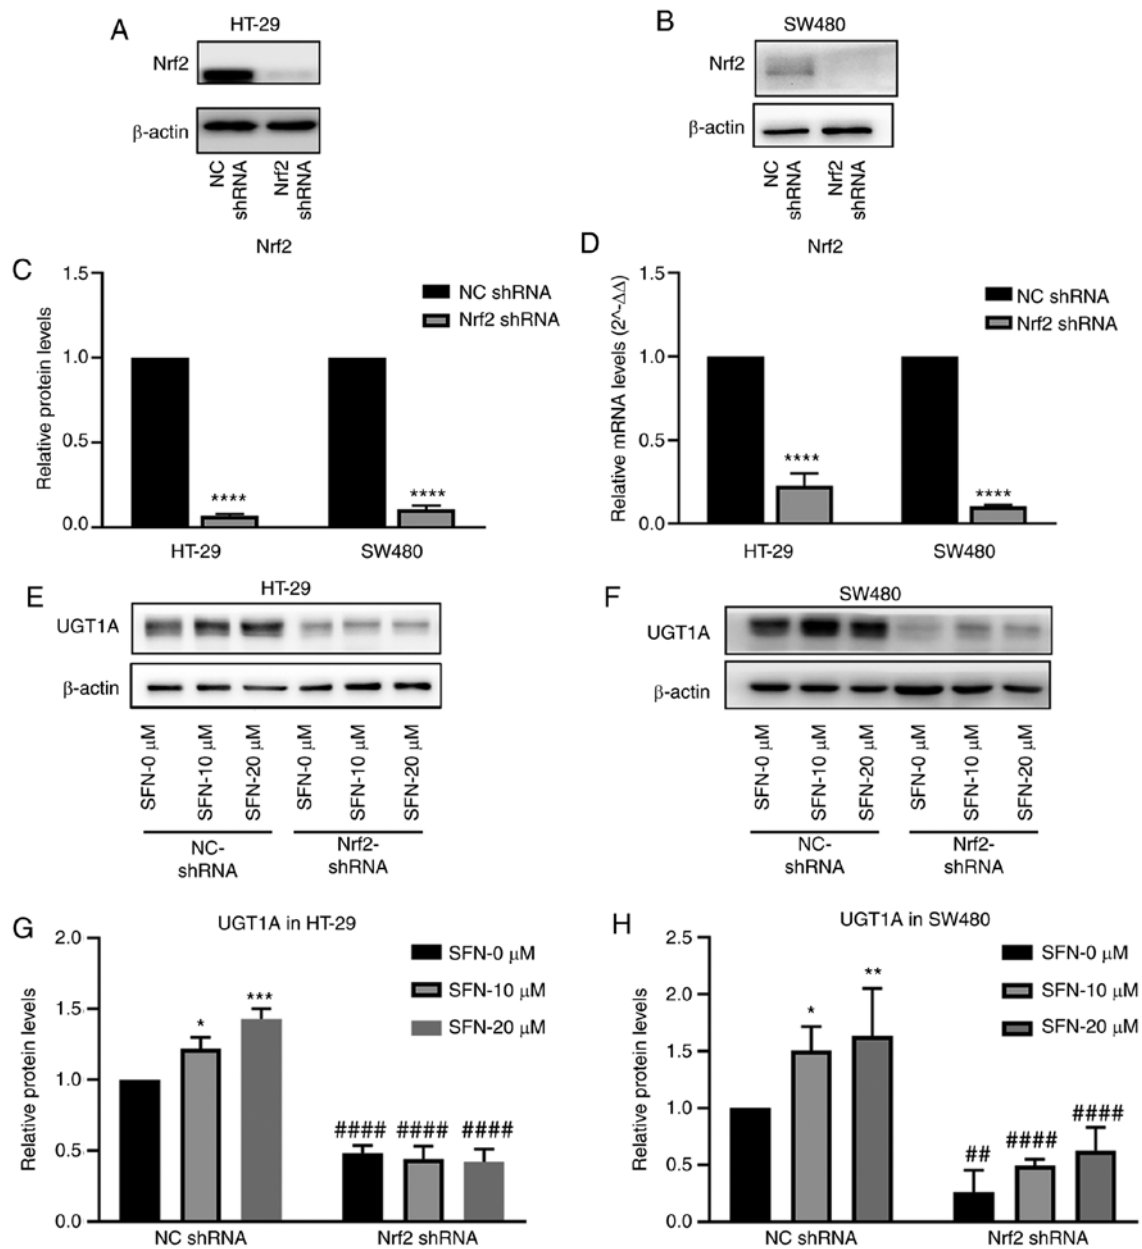 A
HT-29
Nrf2
β-actin
NC
shRNA
Nrf2
shRNA
B
SW480
Nrf2
β-actin
NC
shRNA
Nrf2
shRNA
C
Nrf2
Relative protein levels
1.5
1.0
0.5
0.0
NC shRNA
Nrf2 shRNA
****
****
HT-29
SW480
D
Nrf2
Relative mRNA levels (2^-ΔΔ)
1.5
1.0
0.5
0.0
NC shRNA
Nrf2 shRNA
****
****
HT-29
SW480
E
HT-29
UGT1A
β-actin
SFN-0 μM
SFN-10 μM
SFN-20 μM
SFN-0 μM
SFN-10 μM
SFN-20 μM
NC-
shRNA
Nrf2-
shRNA
F
SW480
UGT1A
β-actin
SFN-0 μM
SFN-10 μM
SFN-20 μM
SFN-0 μM
SFN-10 μM
SFN-20 μM
NC-
shRNA
Nrf2-
shRNA
G
UGT1A in HT-29
Relative protein levels
2.0
1.5
1.0
0.5
0.0
SFN-0 μM
SFN-10 μM
SFN-20 μM
*
***
#### #### ####
NC shRNA
Nrf2 shRNA
H
UGT1A in SW480
Relative protein levels
2.5
2.0
1.5
1.0
0.5
0.0
SFN-0 μM
SFN-10 μM
SFN-20 μM
*
**
##
####
####
NC shRNA
Nrf2 shRNA